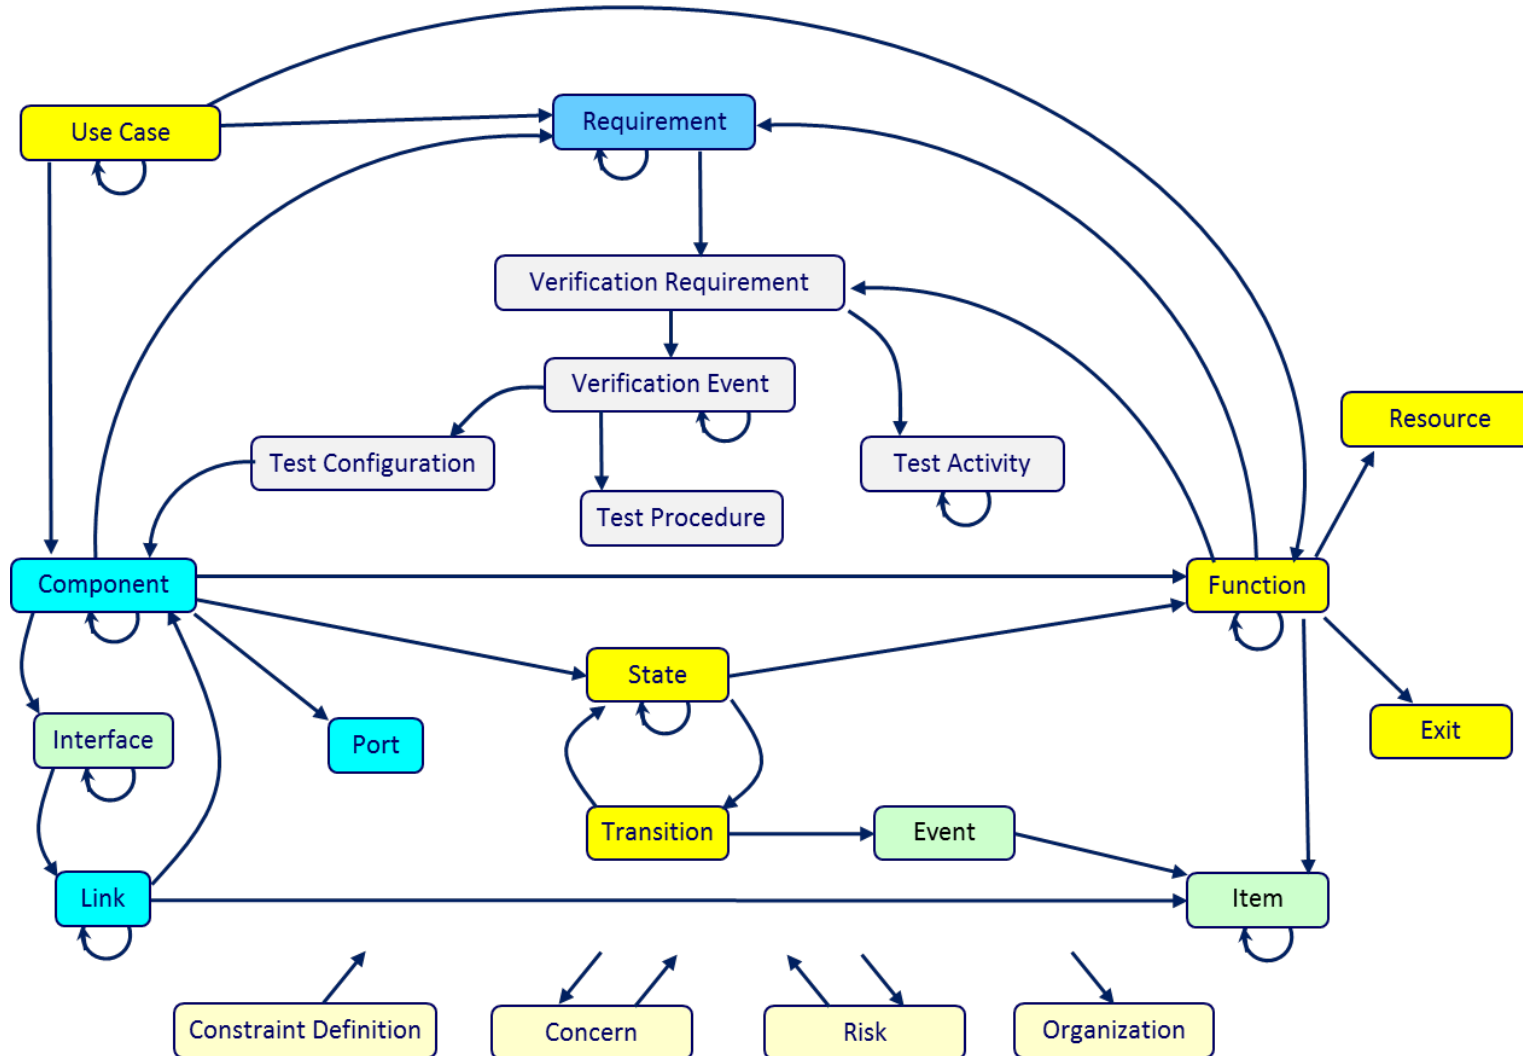 Use Case
Requirement
Verification Requirement
Verification Event
Resource
Test Configuration
Test Activity
Test Procedure
Component
Function
State
Interface
Port
Exit
Transition
Event
Link
Item
Constraint Definition
Concern
Risk
Organization